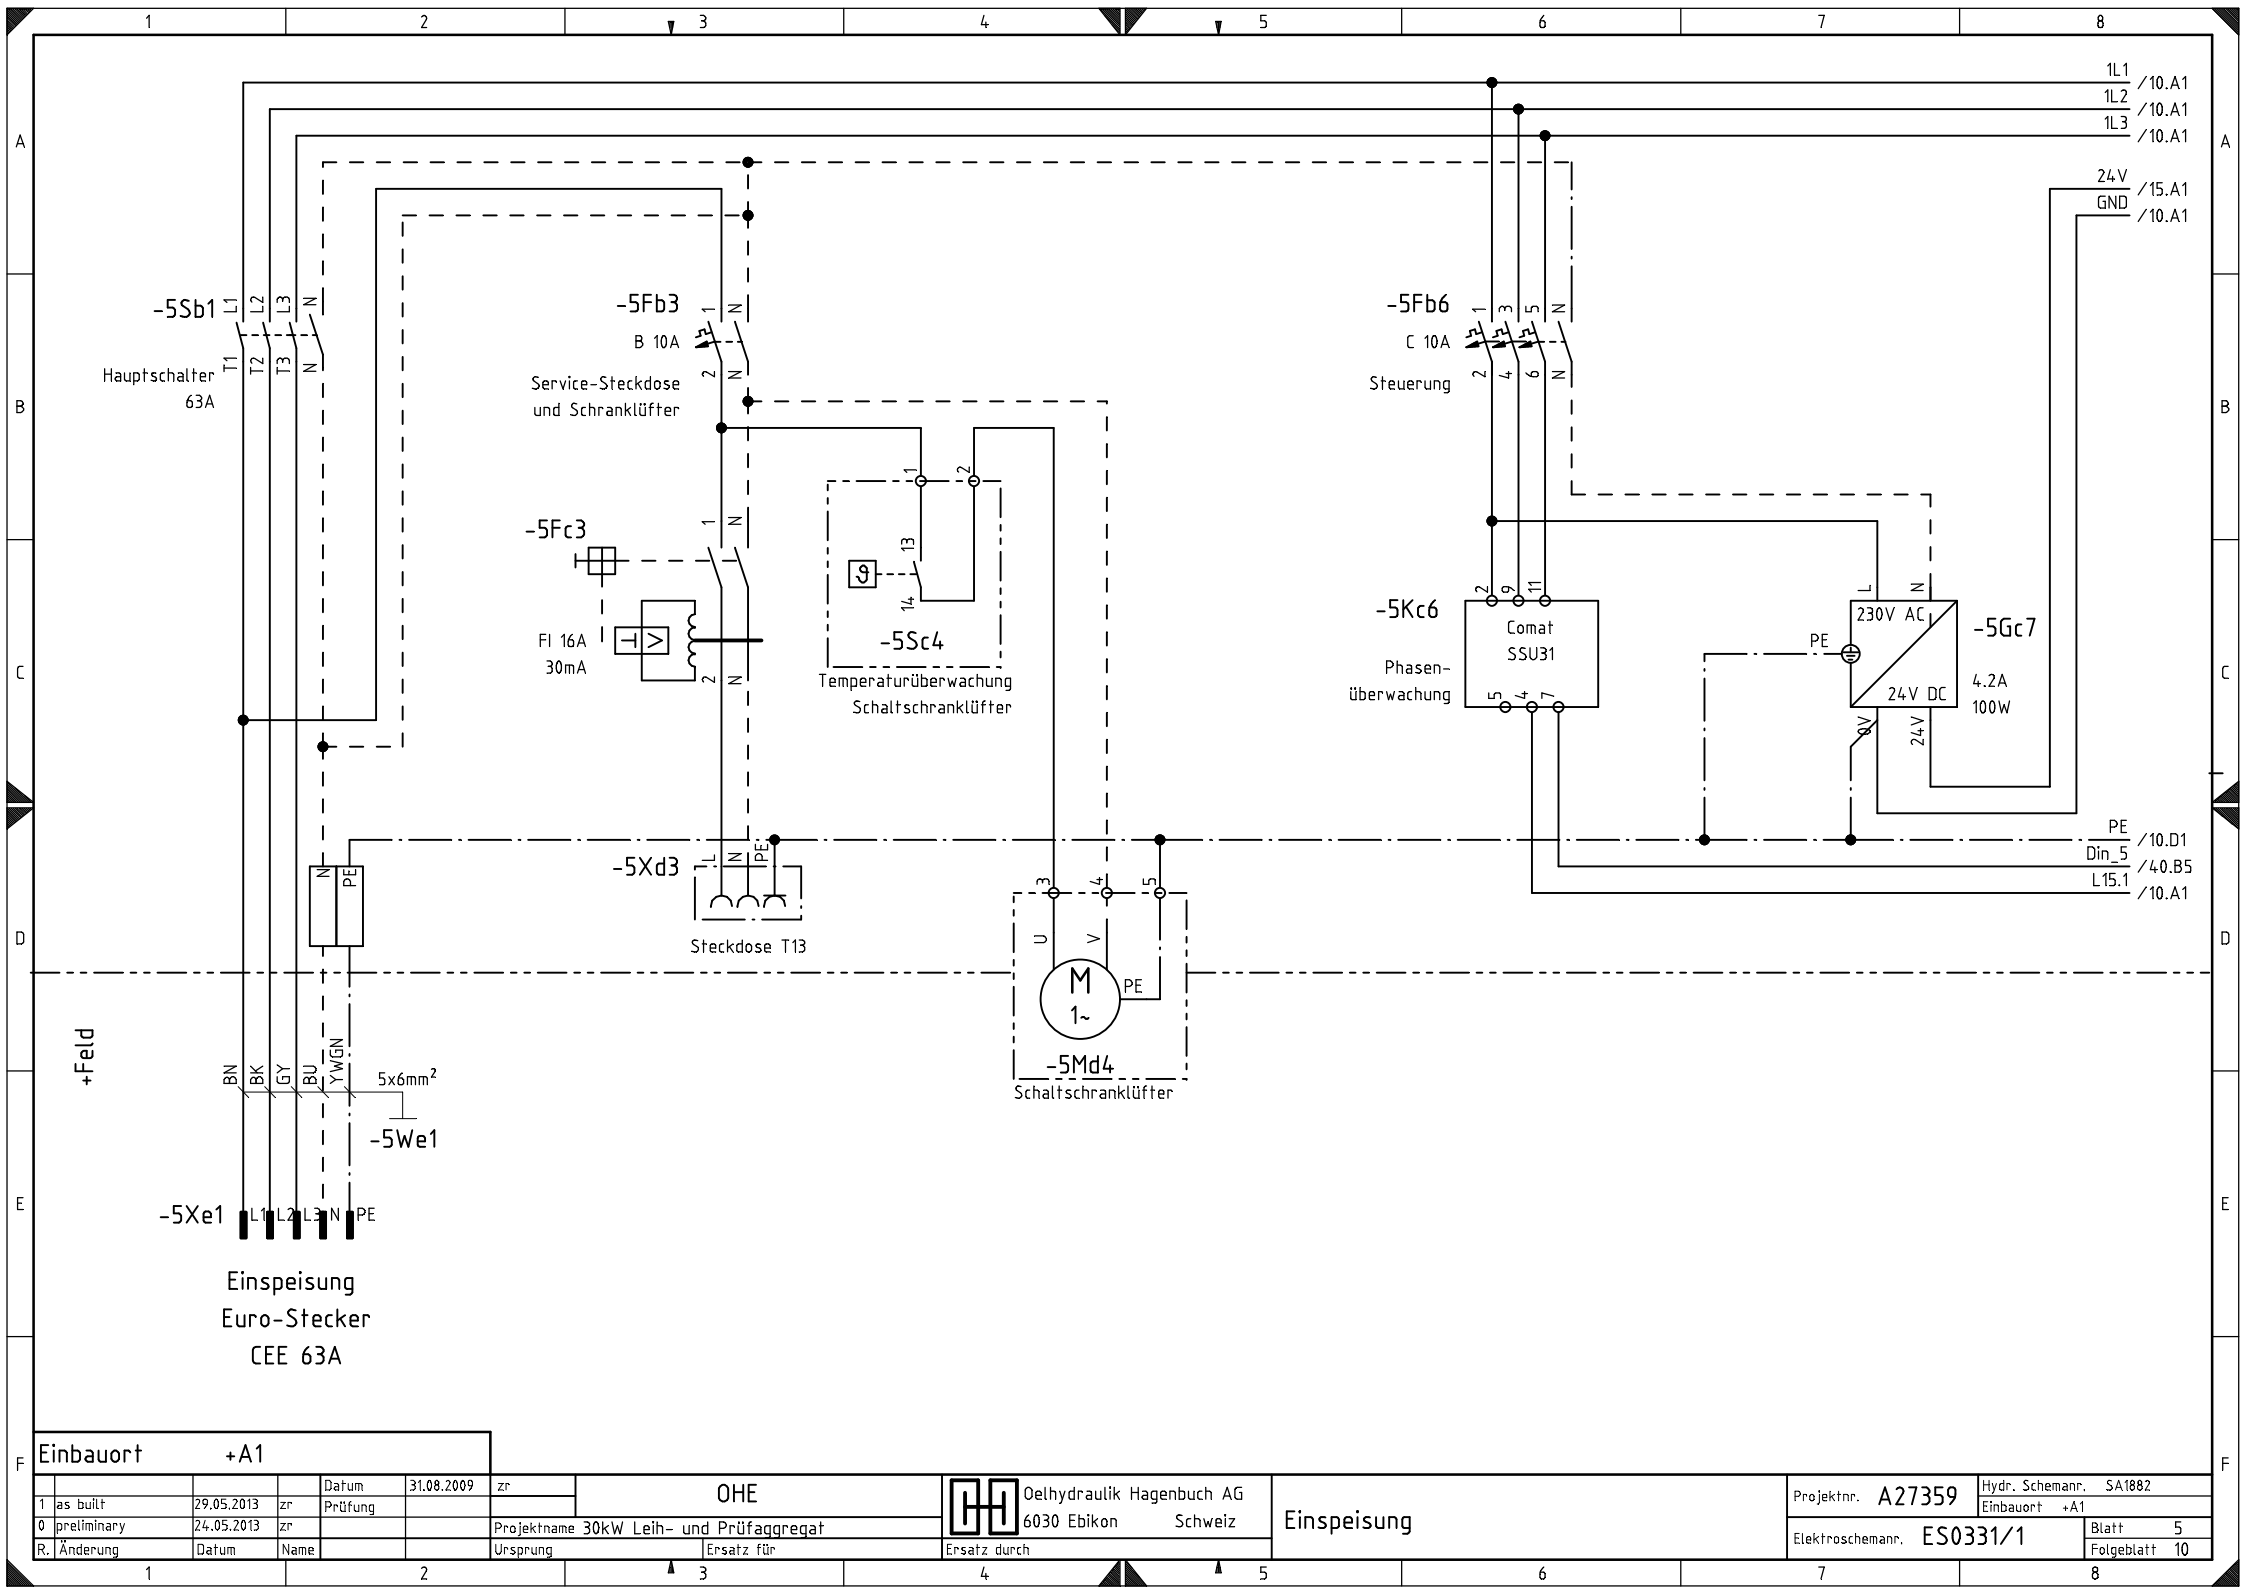 1 2 3 4 5 6 7 8
A A
B B
C C
D D
E E
F F
1L1 /10.A1
1L2 /10.A1
1L3 /10.A1
24V /15.A1
GND /10.A1
-5Sb1
L1 L2 L3 N
T1 T2 T3 N
Hauptschalter
63A
-5Fb3
1 N
B 10A
2 N
Service-Steckdose
und Schranklüfter
-5Fb6
1 3 5 N
C 10A
2 4 6 N
Steuerung
-5Fc3
1 N
FI 16A
30mA
2 N
1 2
13
ϑ
14
-5Sc4
Temperaturüberwachung
Schaltschranklüfter
-5Kc6
2 9 11
Comat
SSU31
Phasen-
überwachung
5 4 7
L N
230V AC
-5Gc7
PE
24V DC
4.2A
100W
0V 24V
PE /10.D1
Din_5 /40.B5
L15.1 /10.A1
N PE
-5Xd3
L N PE
Steckdose T13
3 4 5
U V
M
1~
PE
-5Md4
Schaltschranklüfter
+Feld
BN BK GY BU YWGN
5x6mm²
-5We1
-5Xe1 L1 L2 L3 N PE
Einspeisung
Euro-Stecker
CEE 63A
Einbauort +A1
Datum 31.08.2009 zr
1 as built 29.05.2013 zr Prüfung
0 preliminary 24.05.2013 zr
R. Änderung Datum Name
OHE
Projektname 30kW Leih- und Prüfaggregat
Ursprung Ersatz für Ersatz durch
Oelhydraulik Hagenbuch AG
6030 Ebikon Schweiz
Einspeisung
Projektnr. A27359
Hydr. Schemanr. SA1882
Einbauort +A1
Elektroschemanr. ES0331/1
Blatt 5
Folgeblatt 10
1 2 3 4 5 6 7 8